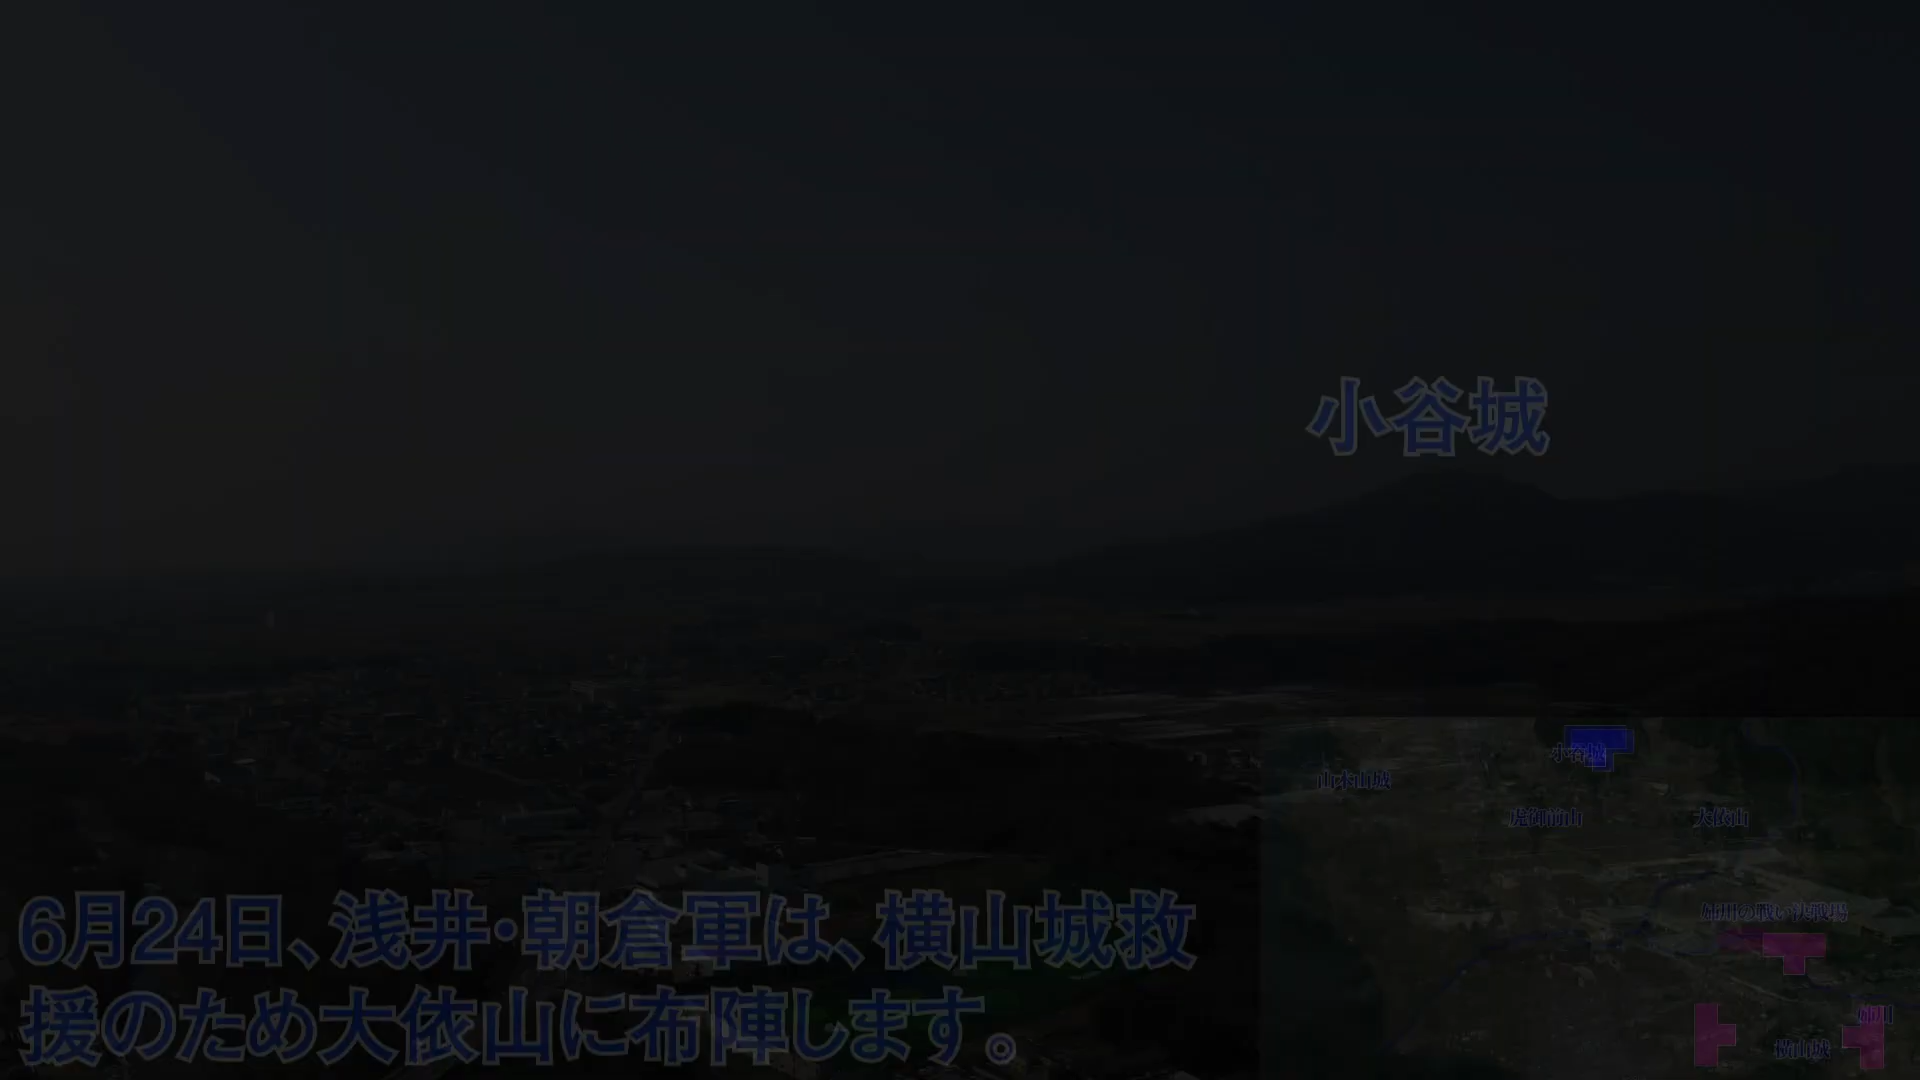 小谷城
小谷城
山本山城
虎御前山
大依山
姉川の戦い決戦場
姉川
横山城
6月24日、浅井・朝倉軍は、横山城救
援のため大依山に布陣します。